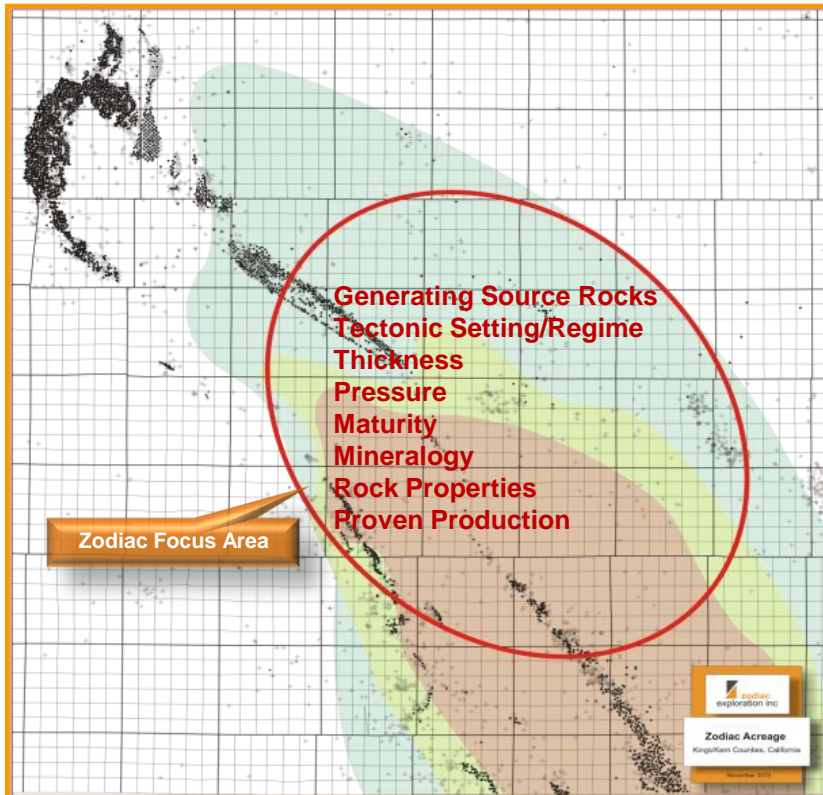 Generating Source Rocks
Tectonic Setting/Regime
Thickness
Pressure
Maturity
Mineralogy
Rock Properties
Proven Production
Zodiac Focus Area
zodiac
exploration inc
Zodiac Acreage
Kings/Kern Counties, California